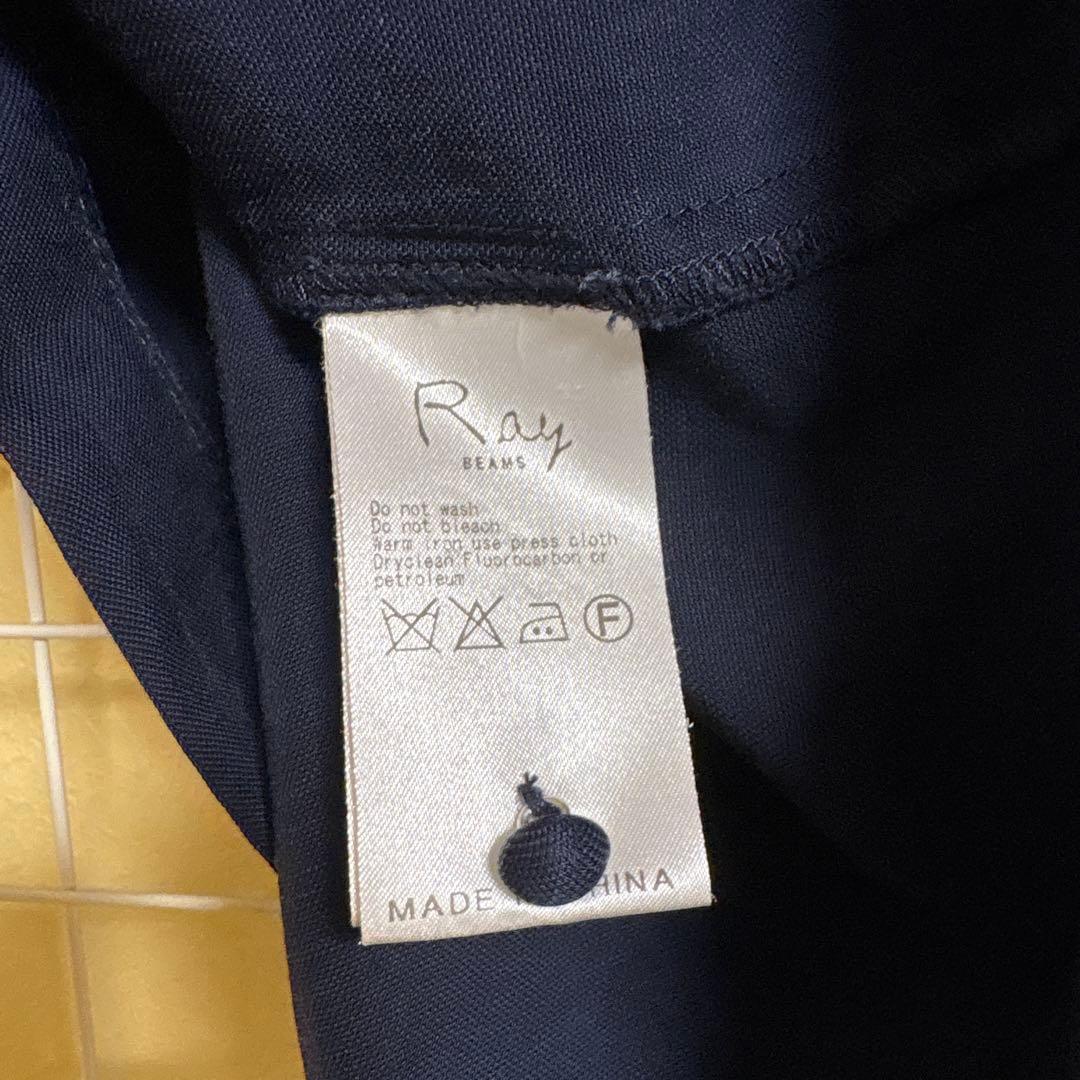 Ray
BEAMS
Do not wash
Do not bleach
Warm iron use press cloth
Dryclean Fluorocarbon or
petroleum
F
MADE HINA